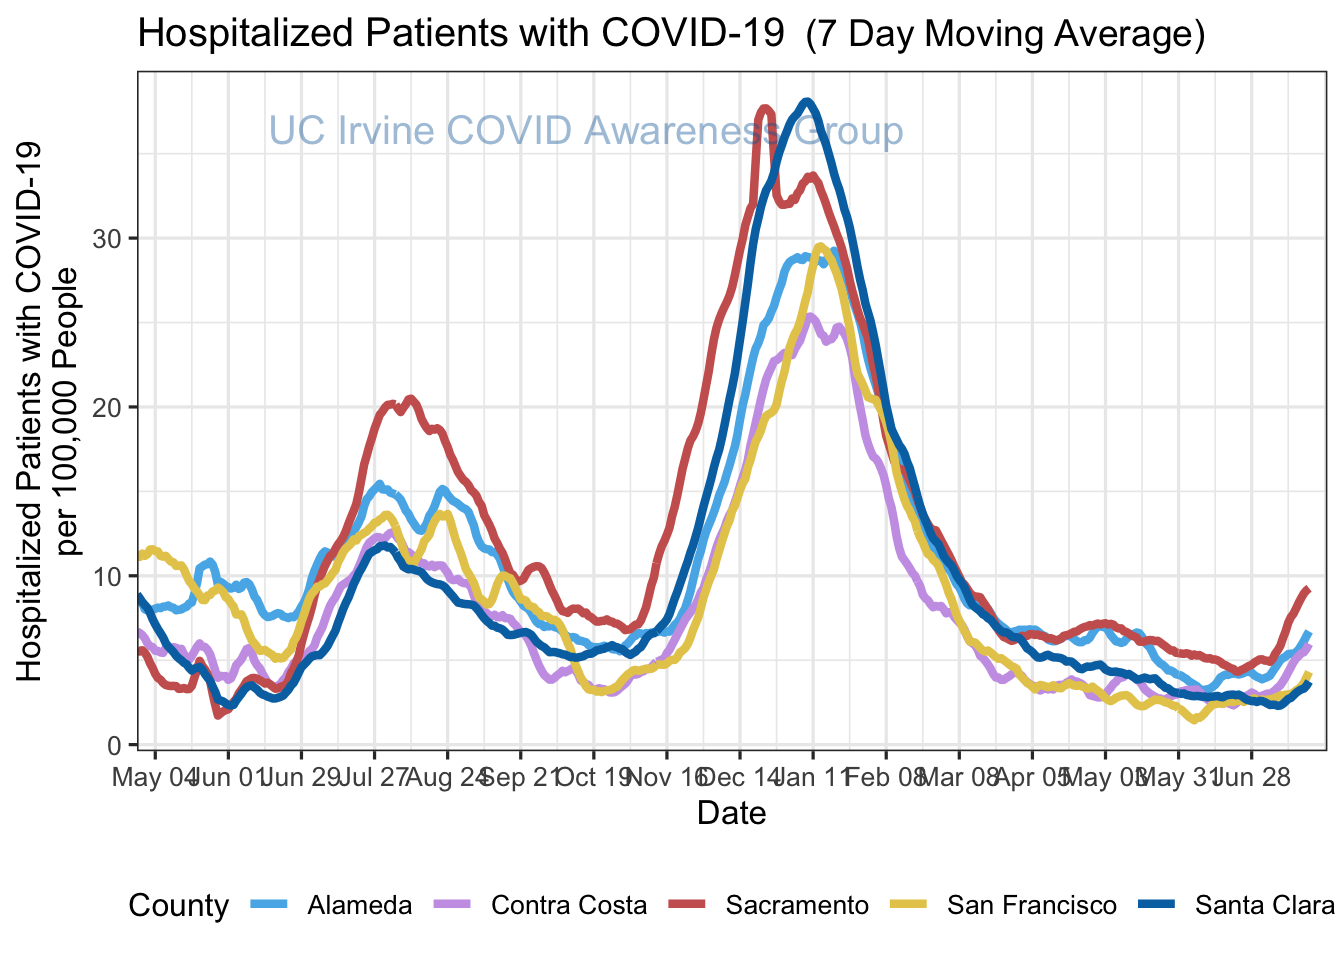 Hospitalized Patients with COVID-19 (7 Day Moving Average)
UC Irvine COVID Awareness Group
Hospitalized Patients with COVID-19
per 100,000 People
30
20
10
0
May 04 Jun 01 Jun 29 Jul 27 Aug 24 Sep 21 Oct 19 Nov 16 Dec 14 Jan 11 Feb 08 Mar 08 Apr 05 May 03 May 31 Jun 28
Date
County Alameda Contra Costa Sacramento San Francisco Santa Clara